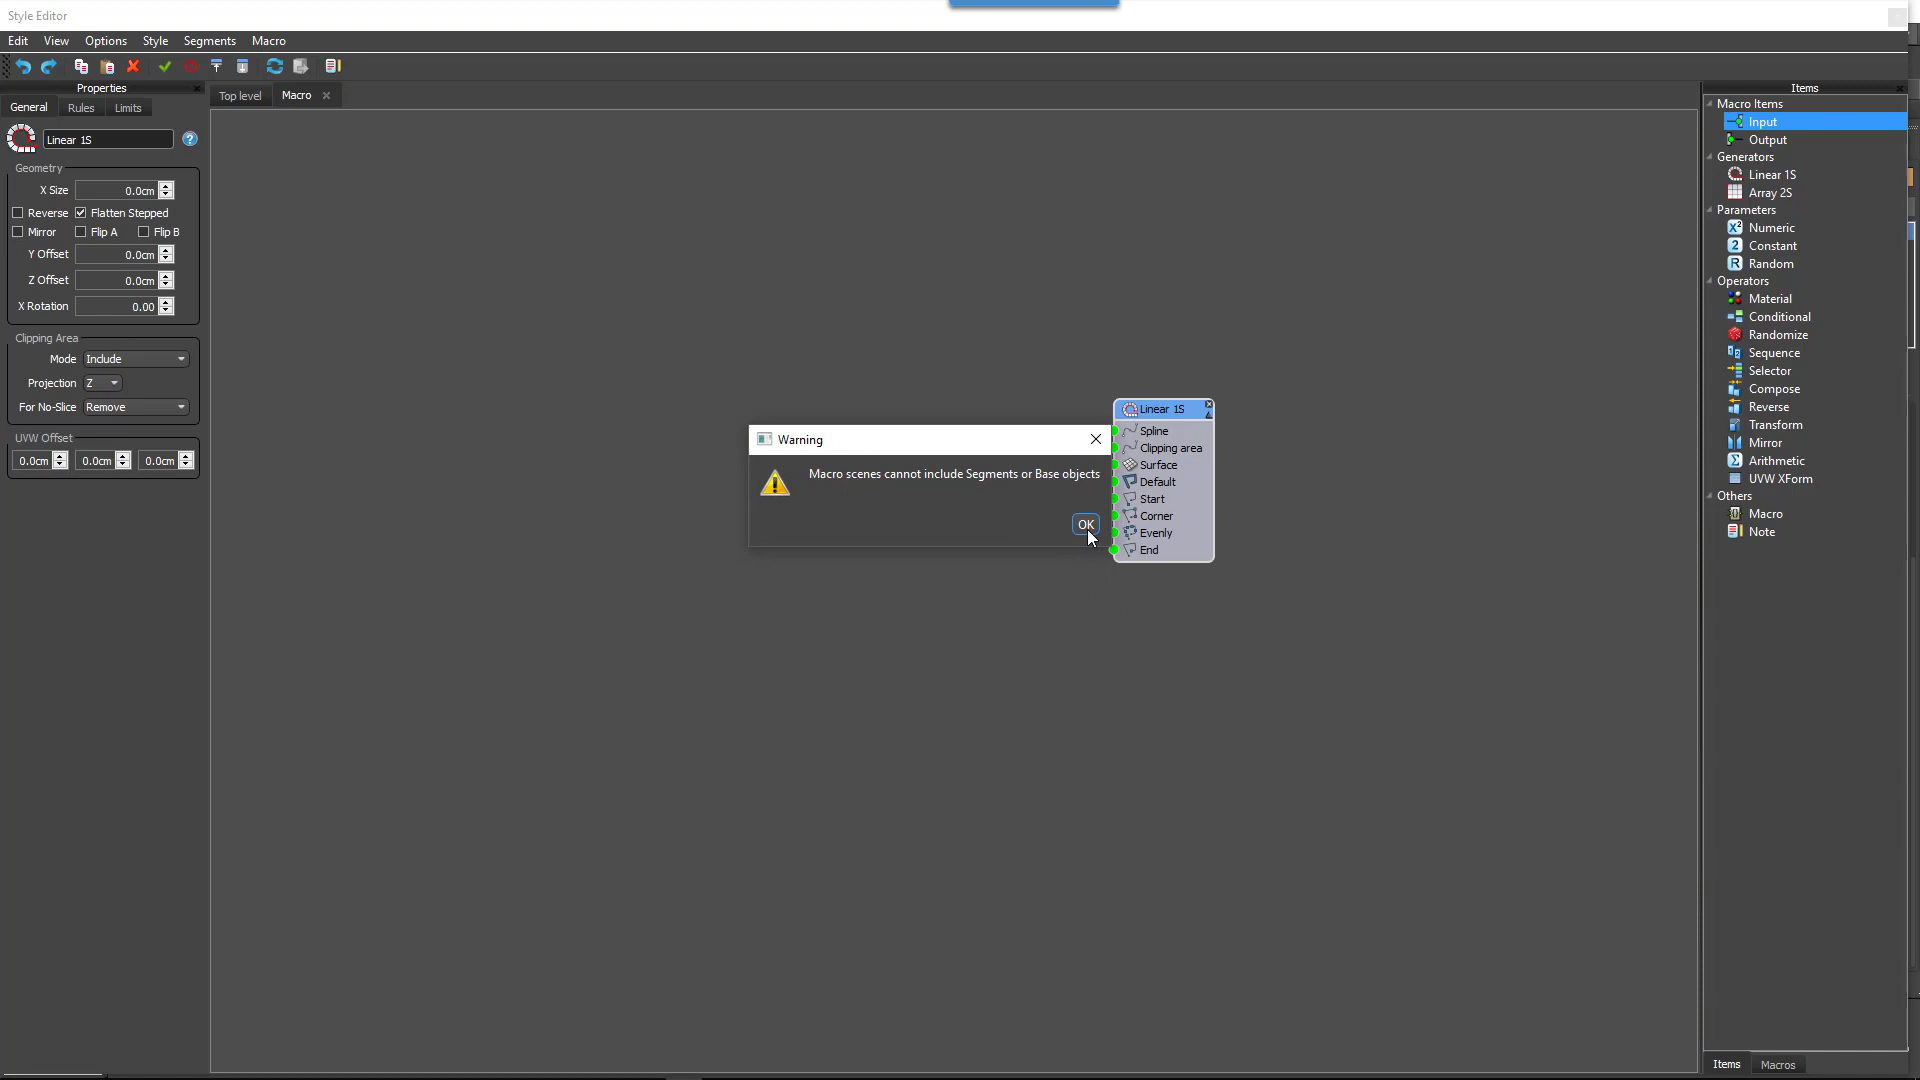 Style Editor
Edit View Options Style Segments Macro
Properties
General Rules Limits
Linear 1S
Geometry
X Size 0.0cm
Reverse Flatten Stepped
Mirror Flip A Flip B
Y Offset 0.0cm
Z Offset 0.0cm
X Rotation 0.00
Clipping Area
Mode Include
Projection Z
For No-Slice Remove
UVW Offset
0.0cm 0.0cm 0.0cm
Top level Macro
Warning
Macro scenes cannot include Segments or Base objects
OK
Linear 1S
Spline
Clipping area
Surface
Default
Start
Corner
Evenly
End
Items
Macro Items
Input
Output
Generators
Linear 1S
Array 2S
Parameters
Numeric
Constant
Random
Operators
Material
Conditional
Randomize
Sequence
Selector
Compose
Reverse
Transform
Mirror
Arithmetic
UVW XForm
Others
Macro
Note
Items Macros